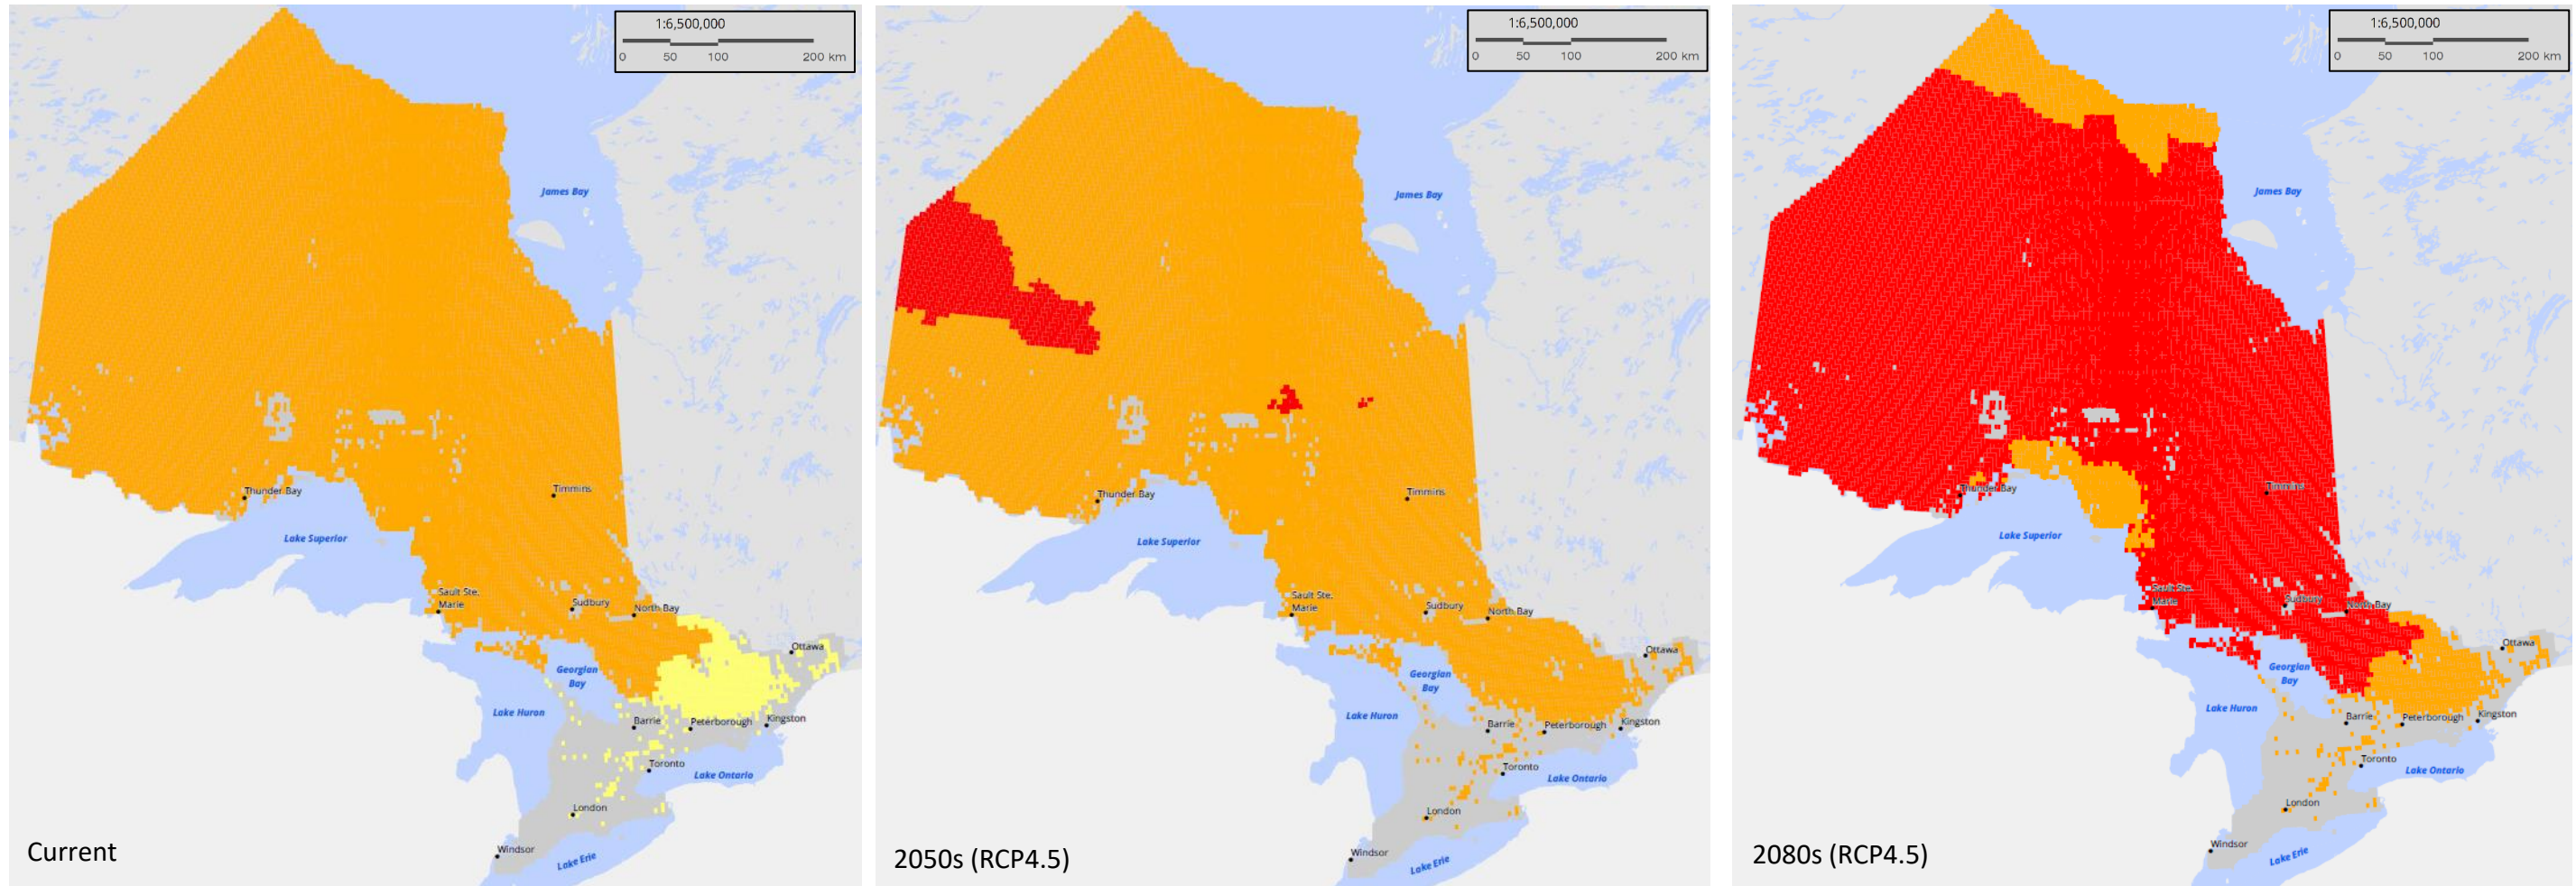 1:6,500,000
0 50 100 200 km
James Bay
Thunder Bay
Timmins
Lake Superior
Sault Ste.
Marie
Sudbury
North Bay
Ottawa
Georgian
Bay
Lake Huron
Barrie
Peterborough
Kingston
Toronto
Lake Ontario
London
Windsor
Lake Erie
Current
1:6,500,000
0 50 100 200 km
James Bay
Thunder Bay
Timmins
Lake Superior
Sault Ste.
Marie
Sudbury
North Bay
Ottawa
Georgian
Bay
Lake Huron
Barrie
Peterborough
Kingston
Toronto
Lake Ontario
London
Windsor
Lake Erie
2050s (RCP4.5)
1:6,500,000
0 50 100 200 km
James Bay
Thunder Bay
Timmins
Lake Superior
Sault Ste.
Marie
Sudbury
North Bay
Ottawa
Georgian
Bay
Lake Huron
Barrie
Peterborough
Kingston
Toronto
Lake Ontario
London
Windsor
Lake Erie
2080s (RCP4.5)